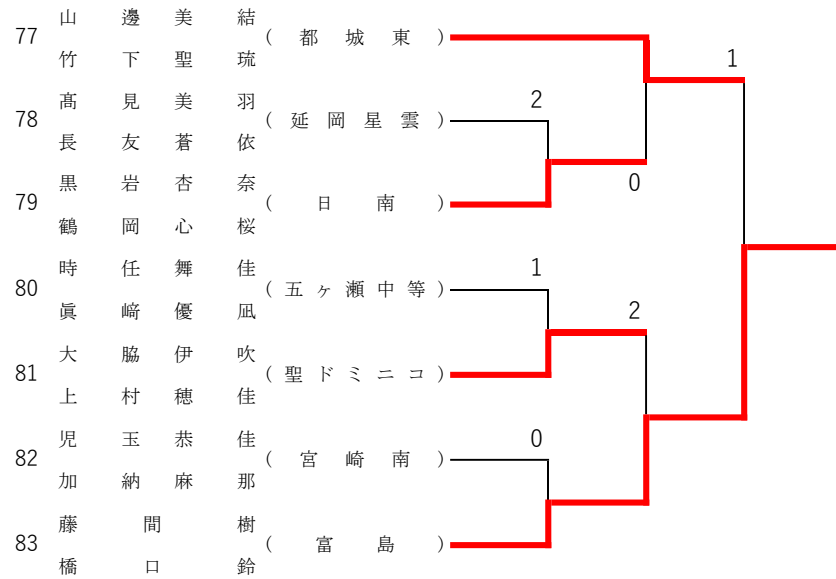 山邊美結
77 (都城東)
竹下聖琉
1
髙見美羽
78 (延岡星雲) 2
長友蒼依
黒岩杏奈
79 (日南) 0
鶴岡心桜
時任舞佳
80 (五ヶ瀬中等) 1
眞﨑優凪
2
大脇伊吹
81 (聖ドミニコ)
上村穂佳
児玉恭佳
82 (宮崎南) 0
加納麻那
藤間樹
83 (富島)
橋口鈴